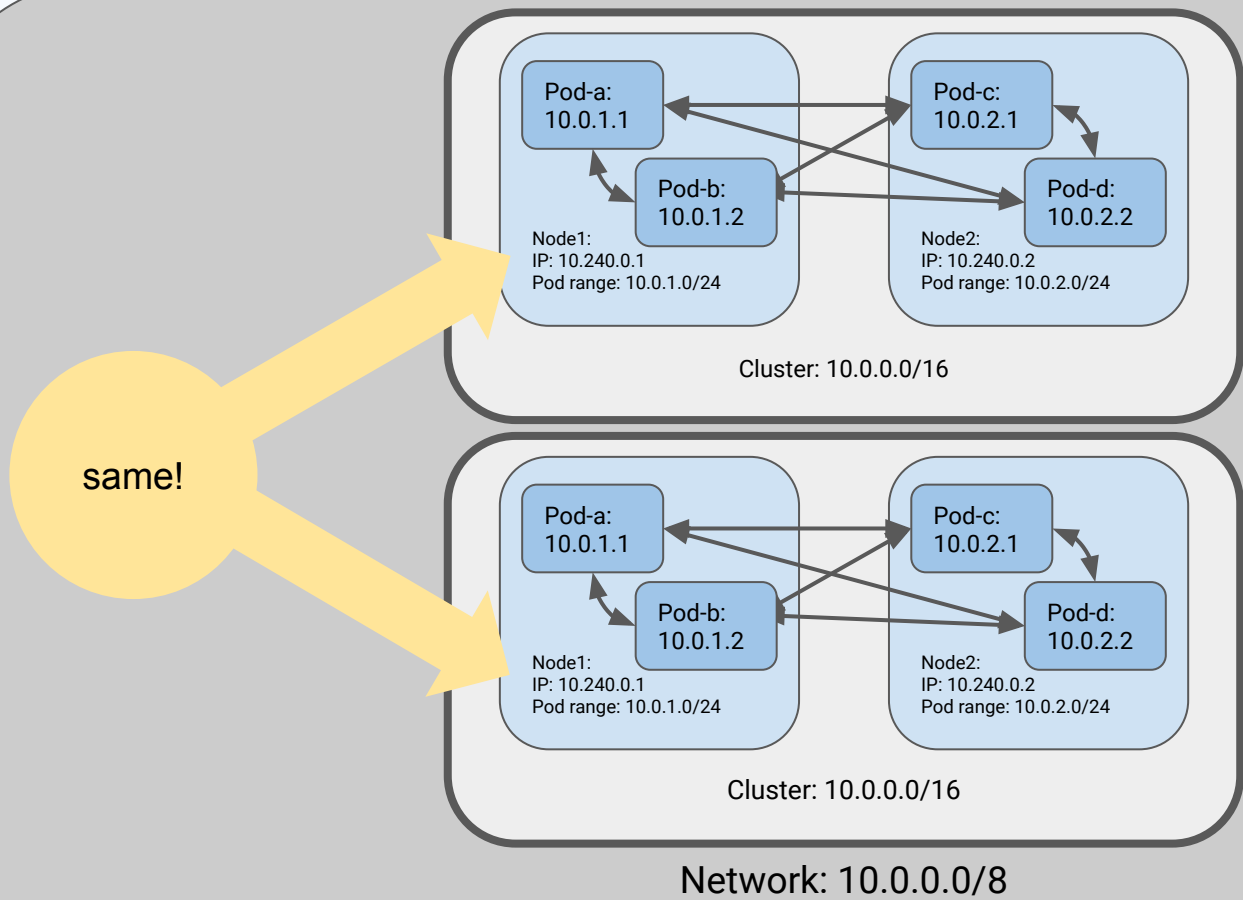 Pod-a:
10.0.1.1
Pod-b:
10.0.1.2
Node1:
IP: 10.240.0.1
Pod range: 10.0.1.0/24
Pod-c:
10.0.2.1
Pod-d:
10.0.2.2
Node2:
IP: 10.240.0.2
Pod range: 10.0.2.0/24
Cluster: 10.0.0.0/16
same!
Pod-a:
10.0.1.1
Pod-b:
10.0.1.2
Node1:
IP: 10.240.0.1
Pod range: 10.0.1.0/24
Pod-c:
10.0.2.1
Pod-d:
10.0.2.2
Node2:
IP: 10.240.0.2
Pod range: 10.0.2.0/24
Cluster: 10.0.0.0/16
Network: 10.0.0.0/8